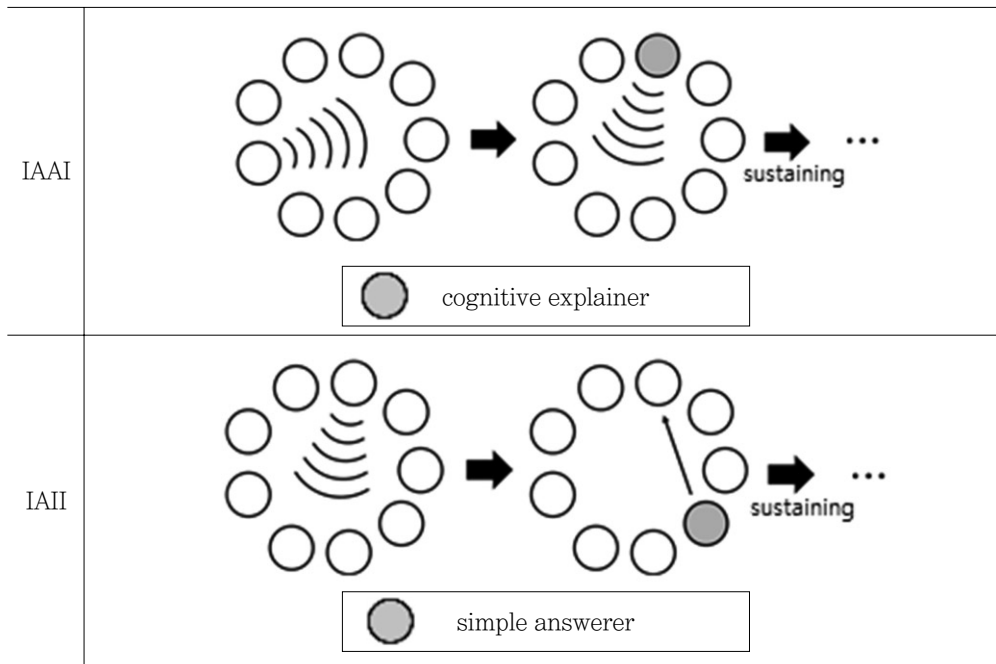 IAAI
sustaining
...
cognitive explainer
IAII
sustaining
...
simple answerer